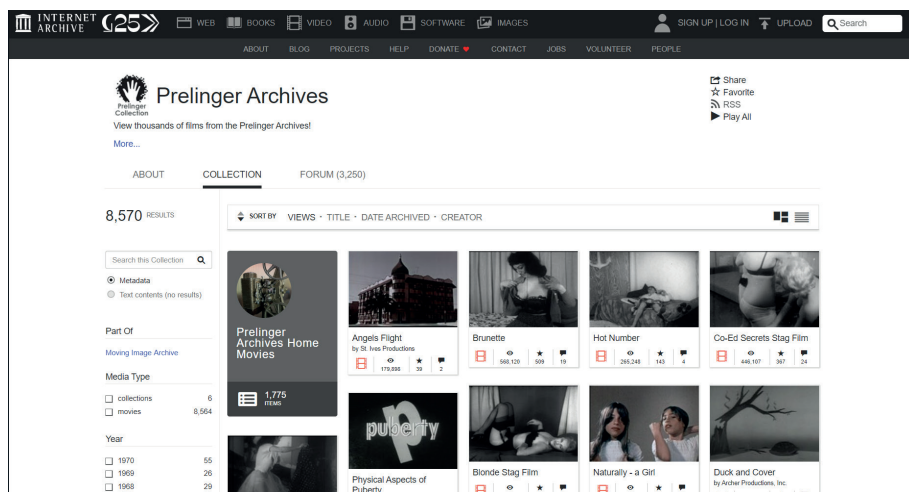 INTERNET ARCHIVE 25 WEB BOOKS VIDEO AUDIO SOFTWARE IMAGES SIGN UP | LOG IN UPLOAD Search
ABOUT BLOG PROJECTS HELP DONATE CONTACT JOBS VOLUNTEER PEOPLE
Prelinger Collection
Prelinger Archives
View thousands of films from the Prelinger Archives!
More...
Share
Favorite
RSS
Play All
ABOUT COLLECTION FORUM (3,250)
8,570 RESULTS
SORT BY VIEWS · TITLE · DATE ARCHIVED · CREATOR
Search this Collection
Metadata
Text contents (no results)
Part Of
Moving Image Archive
Media Type
collections 6
movies 8,564
Year
1970 55
1969 26
1968 29
Prelinger
Archives Home
Movies
1,775
ITEMS
Angels Flight
by St. Ives Productions
179,896 39 2
Brunette
568,120 509 19
Hot Number
265,248 143 4
Co-Ed Secrets Stag Film
446,107 367 24
puberty
Physical Aspects of
Puberty
Blonde Stag Film
Naturally - a Girl
Duck and Cover
by Archer Productions, Inc.